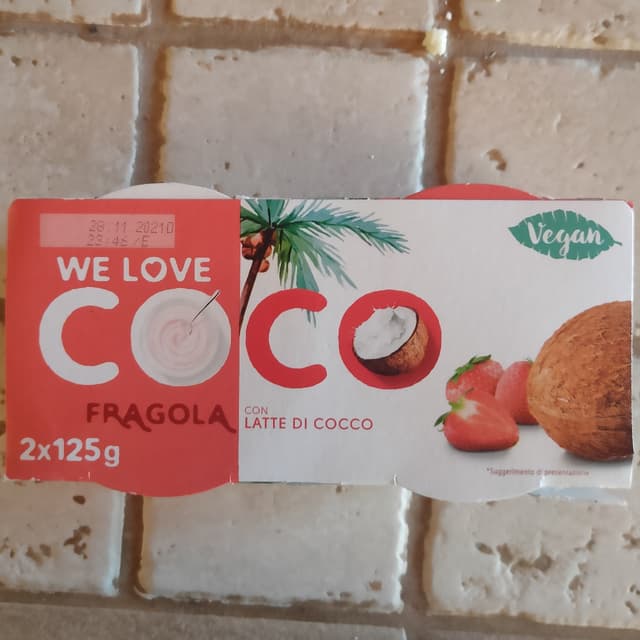 28 11 2021D
23:46 /E
Vegan
WE LOVE
COCO
FRAGOLA
CON
LATTE DI COCCO
2x125g
*Suggerimento di presentazione